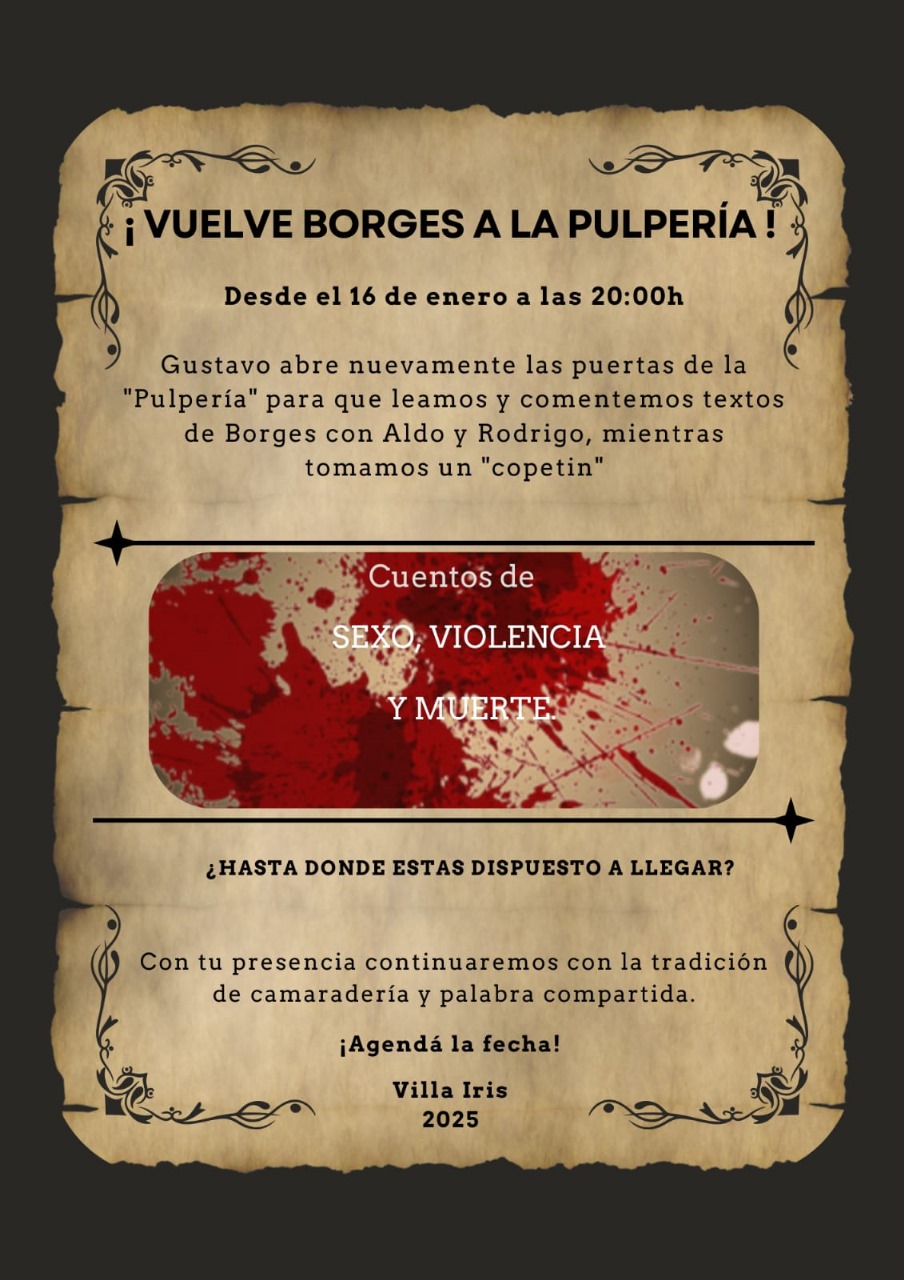 ¡ VUELVE BORGES A LA PULPERÍA !
Desde el 16 de enero a las 20:00h
Gustavo abre nuevamente las puertas de la
"Pulpería" para que leamos y comentemos textos
de Borges con Aldo y Rodrigo, mientras
tomamos un "copetin"
Cuentos de
SEXO, VIOLENCIA
Y MUERTE.
¿HASTA DONDE ESTAS DISPUESTO A LLEGAR?
Con tu presencia continuaremos con la tradición
de camaradería y palabra compartida.
¡Agendá la fecha!
Villa Iris
2025